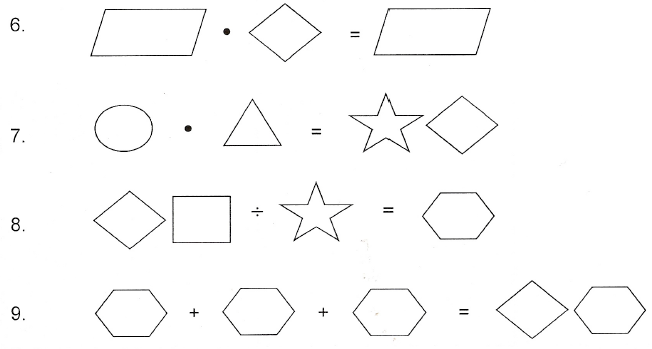 6. • =
7. • =
8. ÷ =
9. + + =